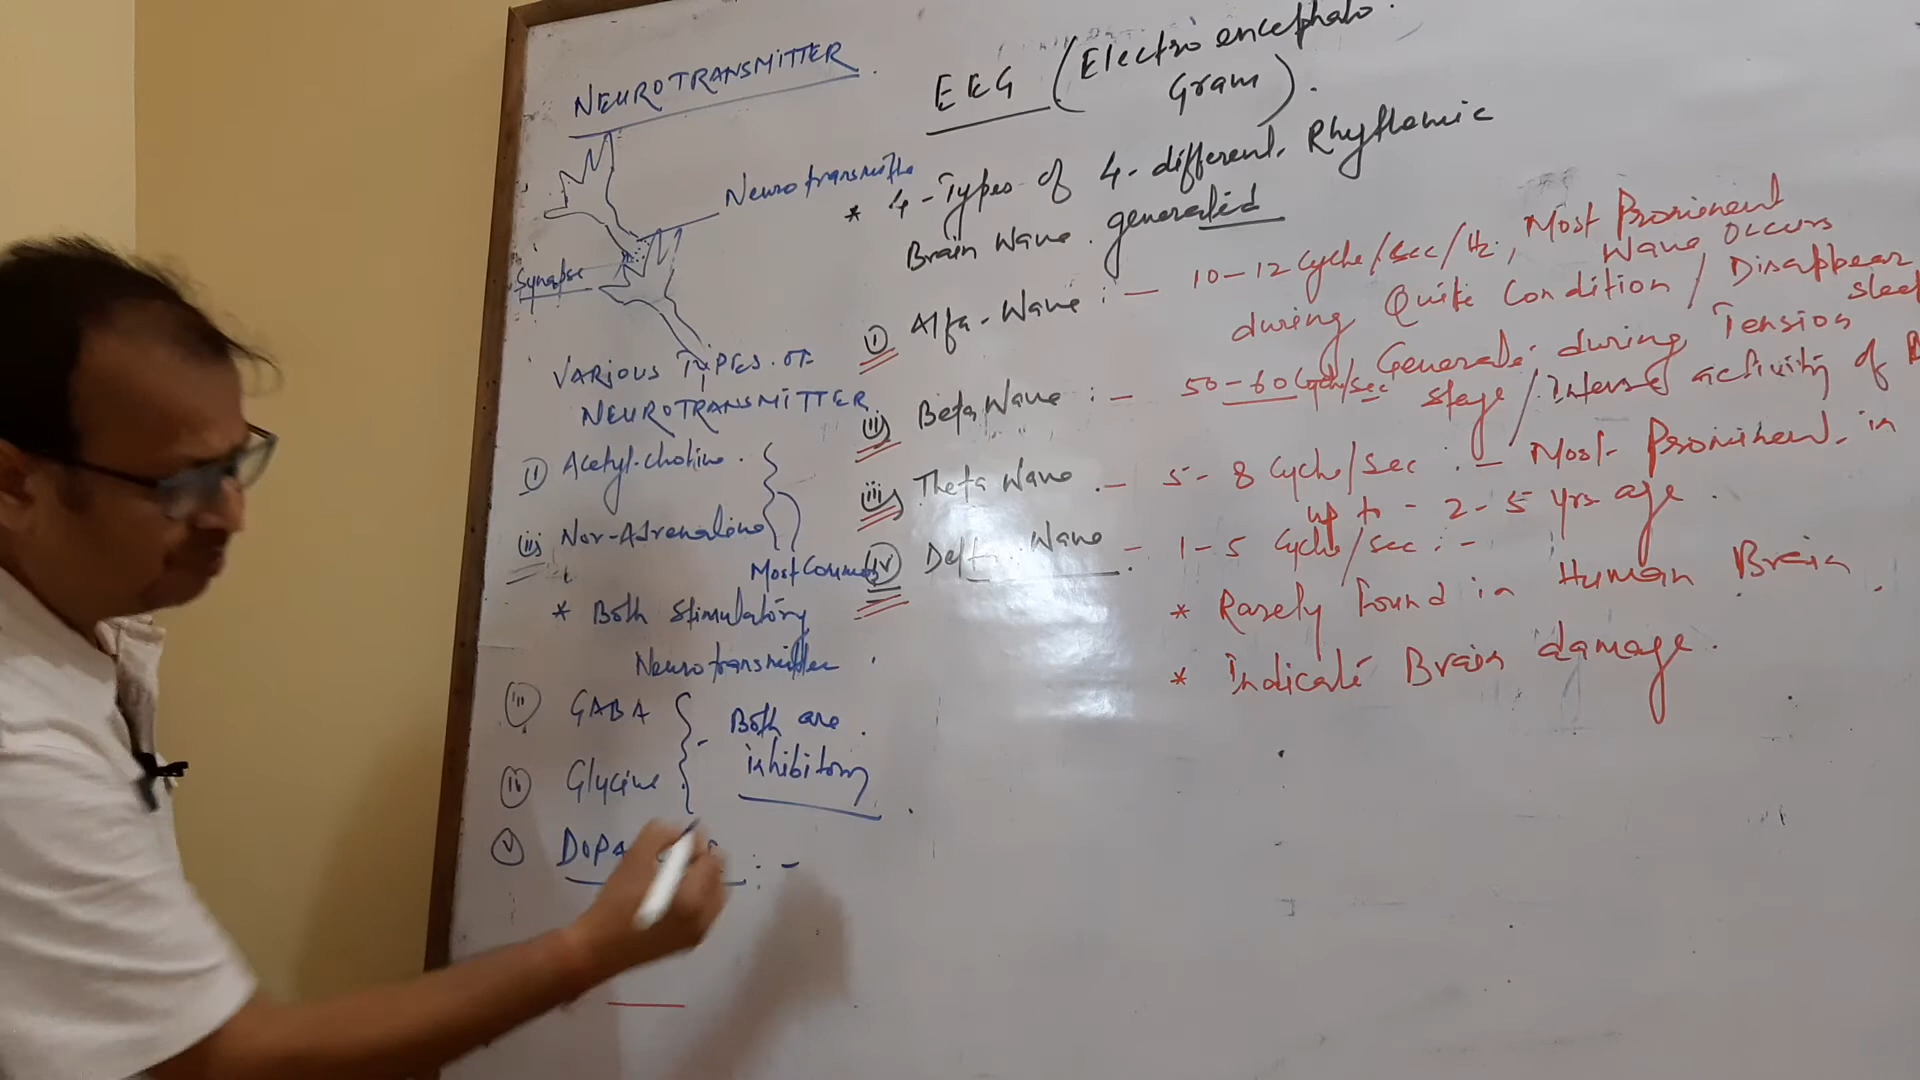 NEUROTRANSMITTER
Neurotransmitte
Synapse
VARIOUS TYPES OF
NEUROTRANSMITTER
(i) Acetyl-choline.
(ii) Nor-Adrenaline
Most Common
* Both Stimulatory
Neurotransmitter.
(iii) GABA
(iv) Glycine
- Both are
inhibitory
(v) DOPA :-
EEG (Electroencephalo
Gram).
* 4-Types of 4-different. Rhythmic
Brain Wave. generated
(i) Alfa-Wave :- 10-12 Cycle/Sec/Hz, Most Prominent
Wave Occurs
during Quite Condition / Disappear
sleep
(ii) Beta Wave :- 50-60 Cycle/Sec Generate during Tension
stage/Intense activity of B
(iii) Theta Wave .- 5-8 Cycle/Sec :- Most Prominent in
up to - 2-5 yrs age.
(iv) Delt Wave :- 1-5 Cycle/Sec :-
* Rarely Found in Human Brain.
* Indicate Brain damage.